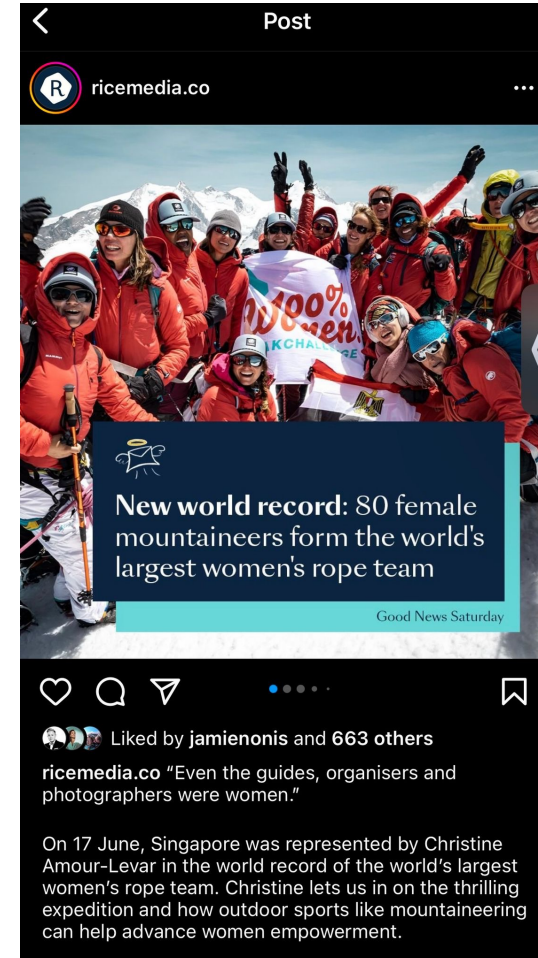 Post
R
ricemedia.co
100%
Women
KCHALLENGE
MAMMUT
New world record: 80 female
mountaineers form the world's
largest women's rope team
Good News Saturday
Liked by jamienonis and 663 others
ricemedia.co “Even the guides, organisers and
photographers were women.”
On 17 June, Singapore was represented by Christine
Amour-Levar in the world record of the world’s largest
women’s rope team. Christine lets us in on the thrilling
expedition and how outdoor sports like mountaineering
can help advance women empowerment.